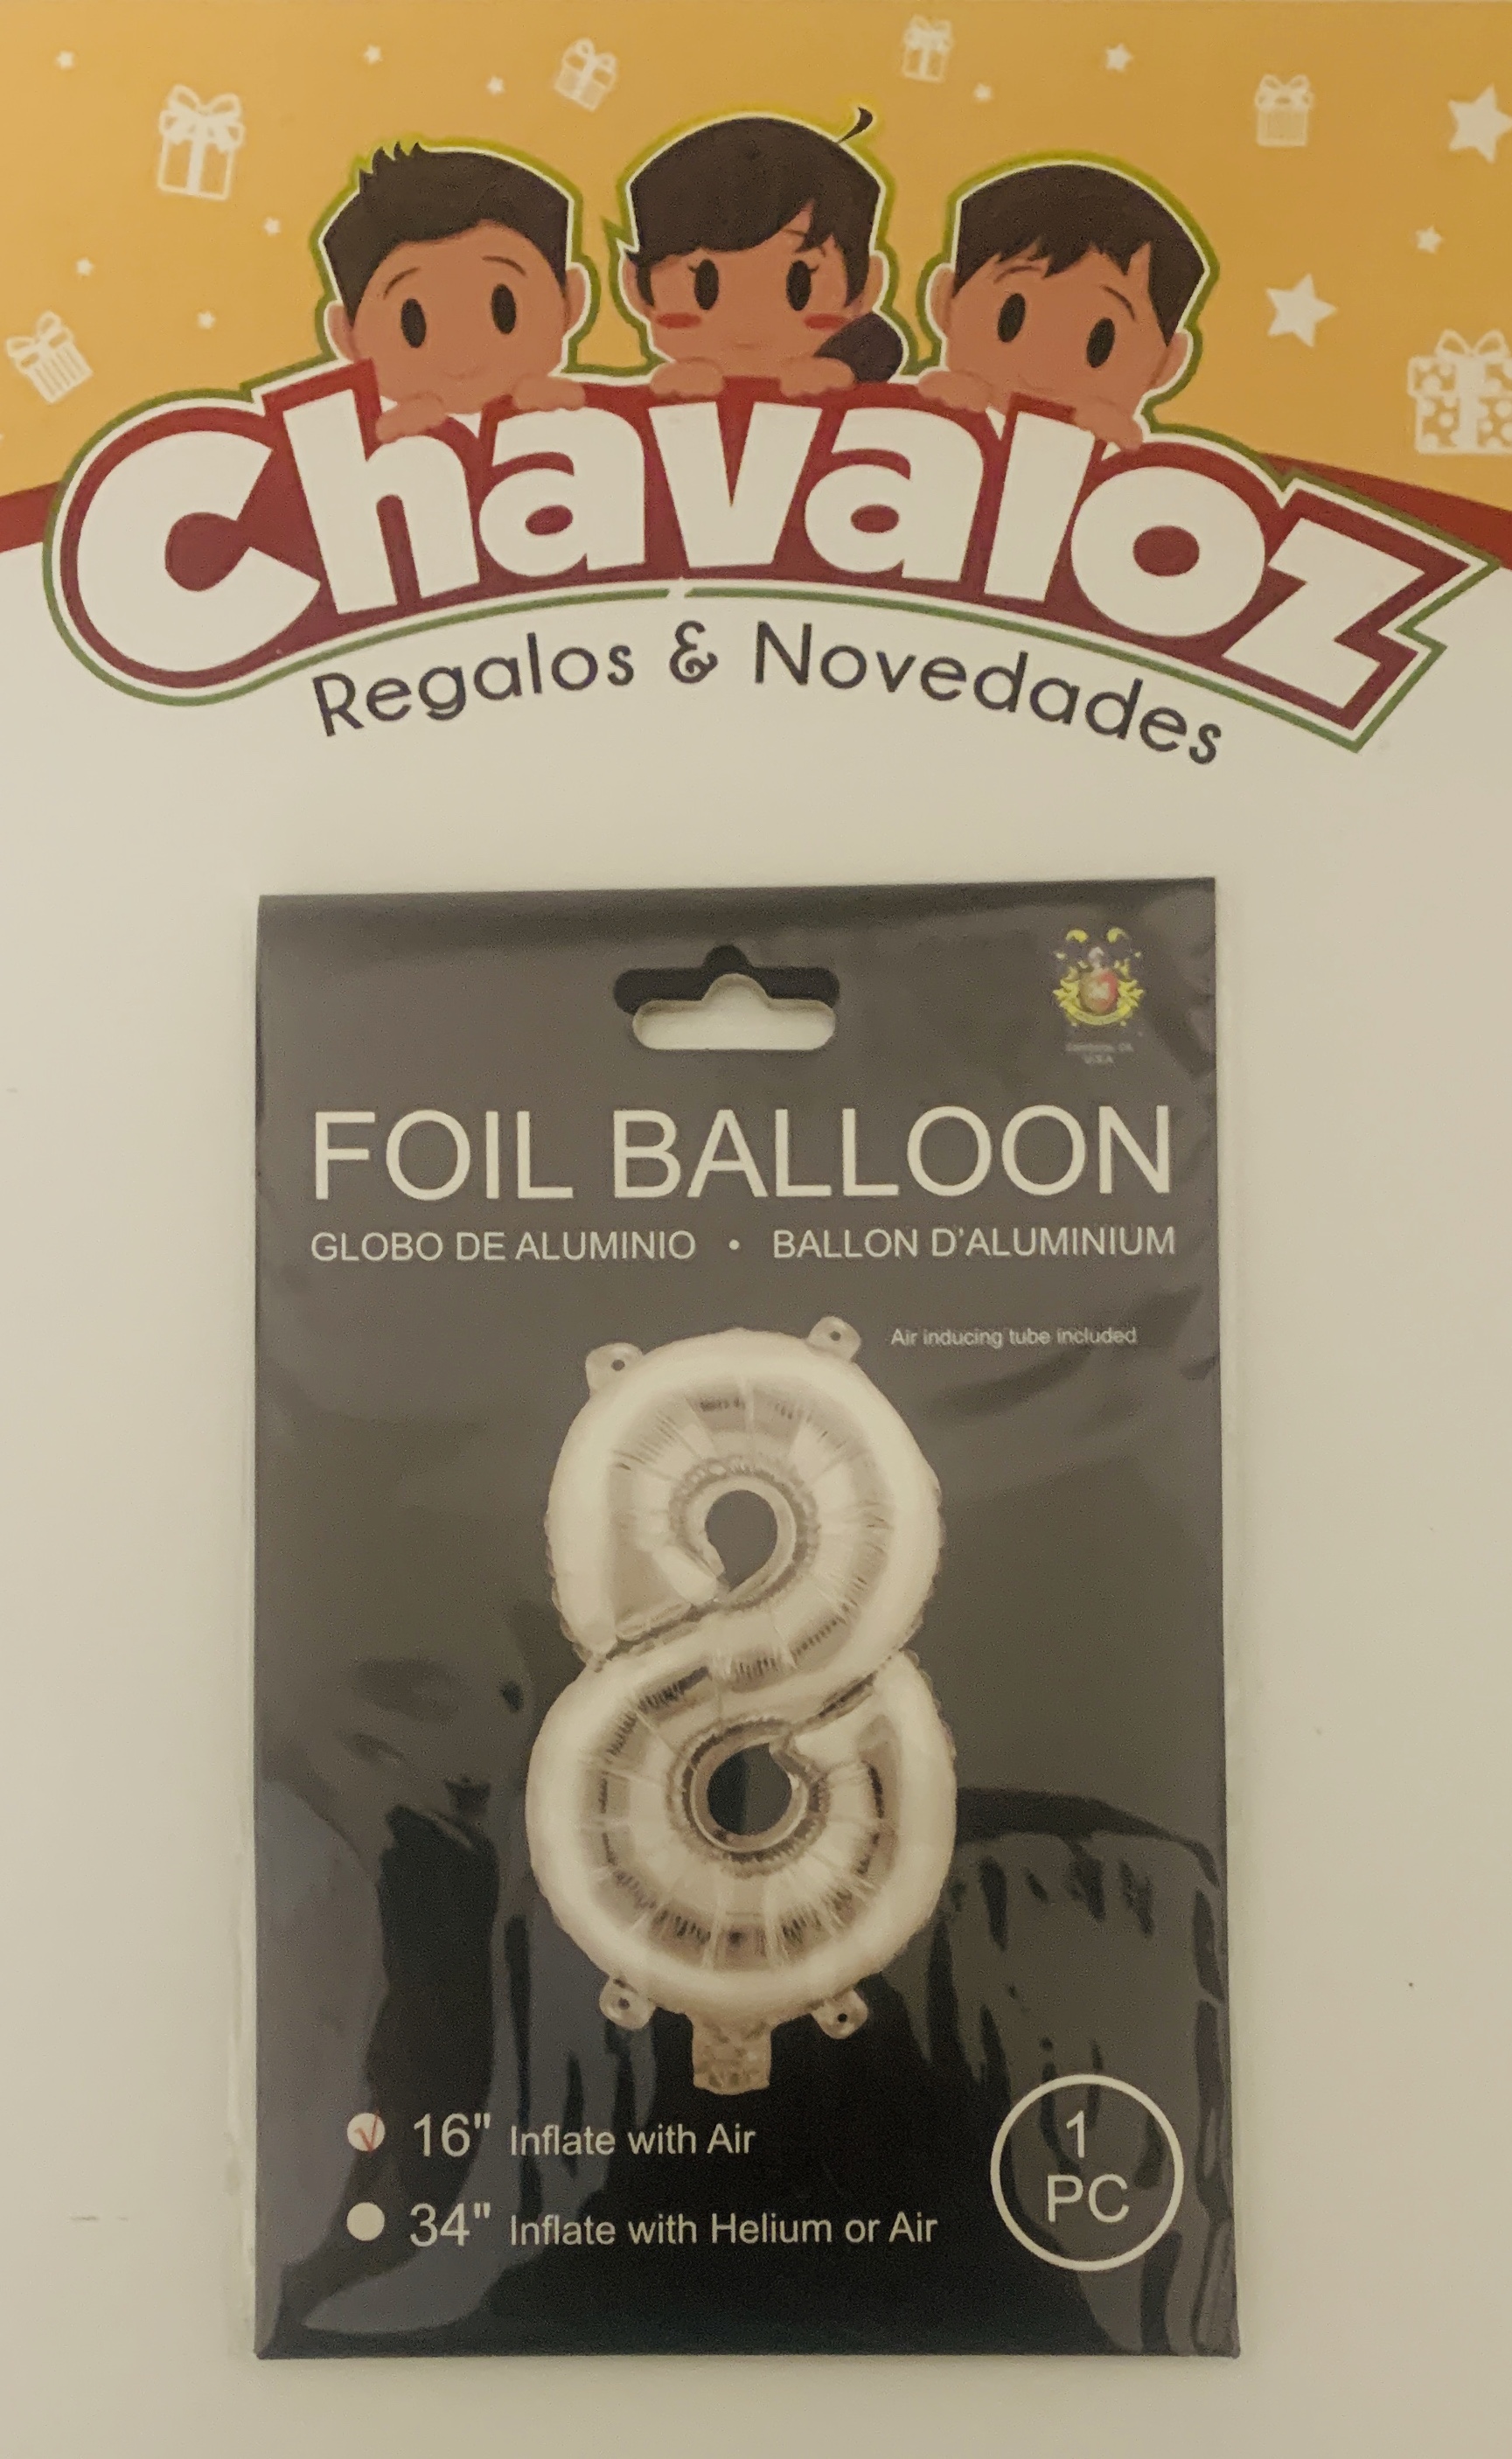 Chavaloz
Regalos & Novedades
U.S.A
FOIL BALLOON
GLOBO DE ALUMINIO • BALLON D'ALUMINIUM
Air inducing tube included
16" Inflate with Air
34" Inflate with Helium or Air
1
PC